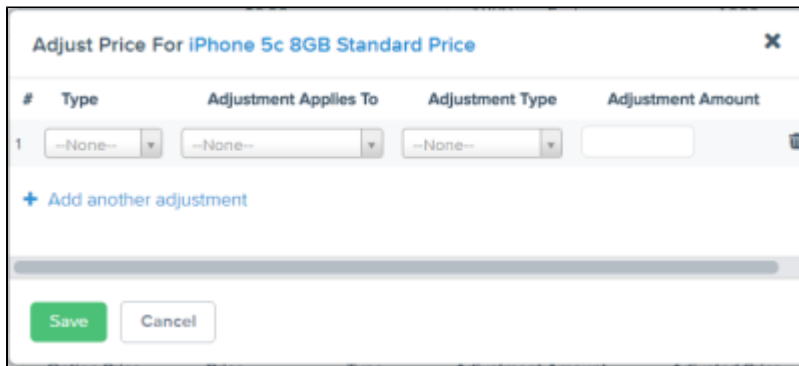 Adjust Price For iPhone 5c 8GB Standard Price
# Type Adjustment Applies To Adjustment Type Adjustment Amount
1 --None-- --None-- --None--
Add another adjustment
Save Cancel